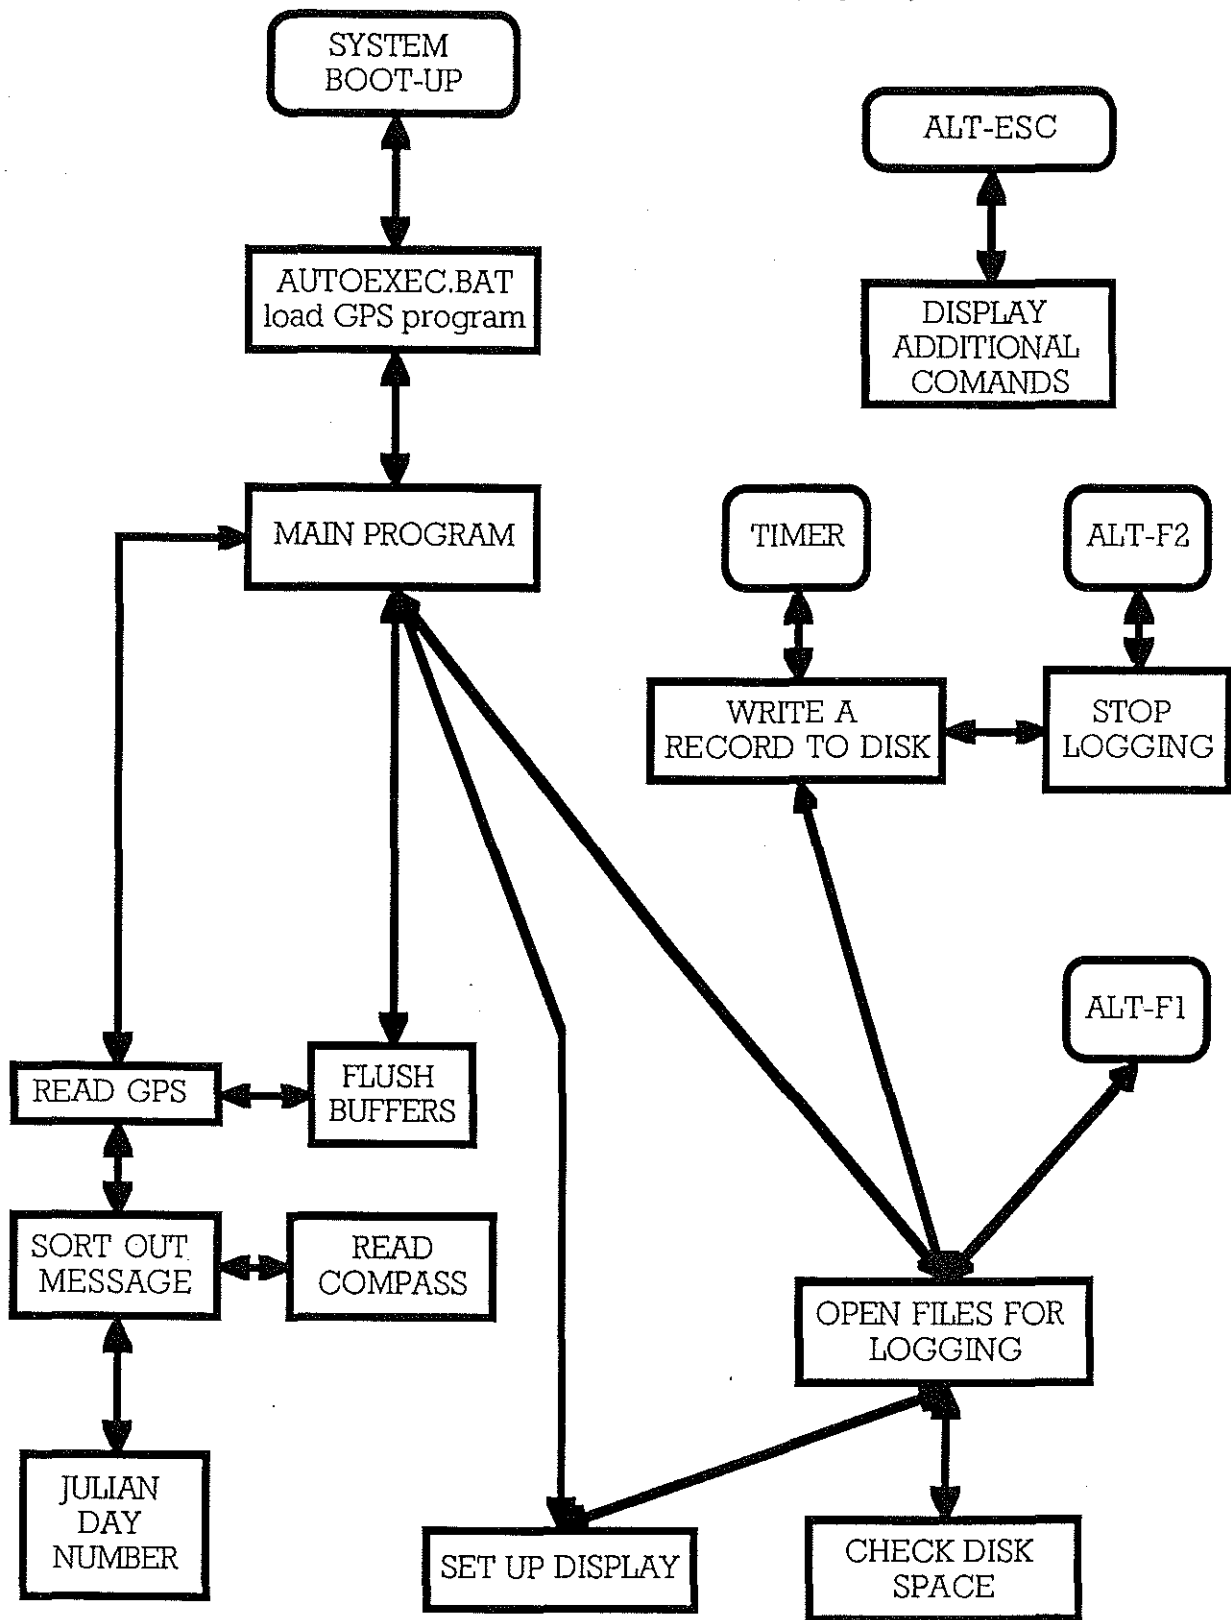 SYSTEM
BOOT-UP
ALT-ESC
AUTOEXEC.BAT
load GPS program
DISPLAY
ADDITIONAL
COMANDS
MAIN PROGRAM
TIMER
ALT-F2
WRITE A
RECORD TO DISK
STOP
LOGGING
ALT-F1
READ GPS
FLUSH
BUFFERS
SORT OUT
MESSAGE
READ
COMPASS
OPEN FILES FOR
LOGGING
JULIAN
DAY
NUMBER
SET UP DISPLAY
CHECK DISK
SPACE